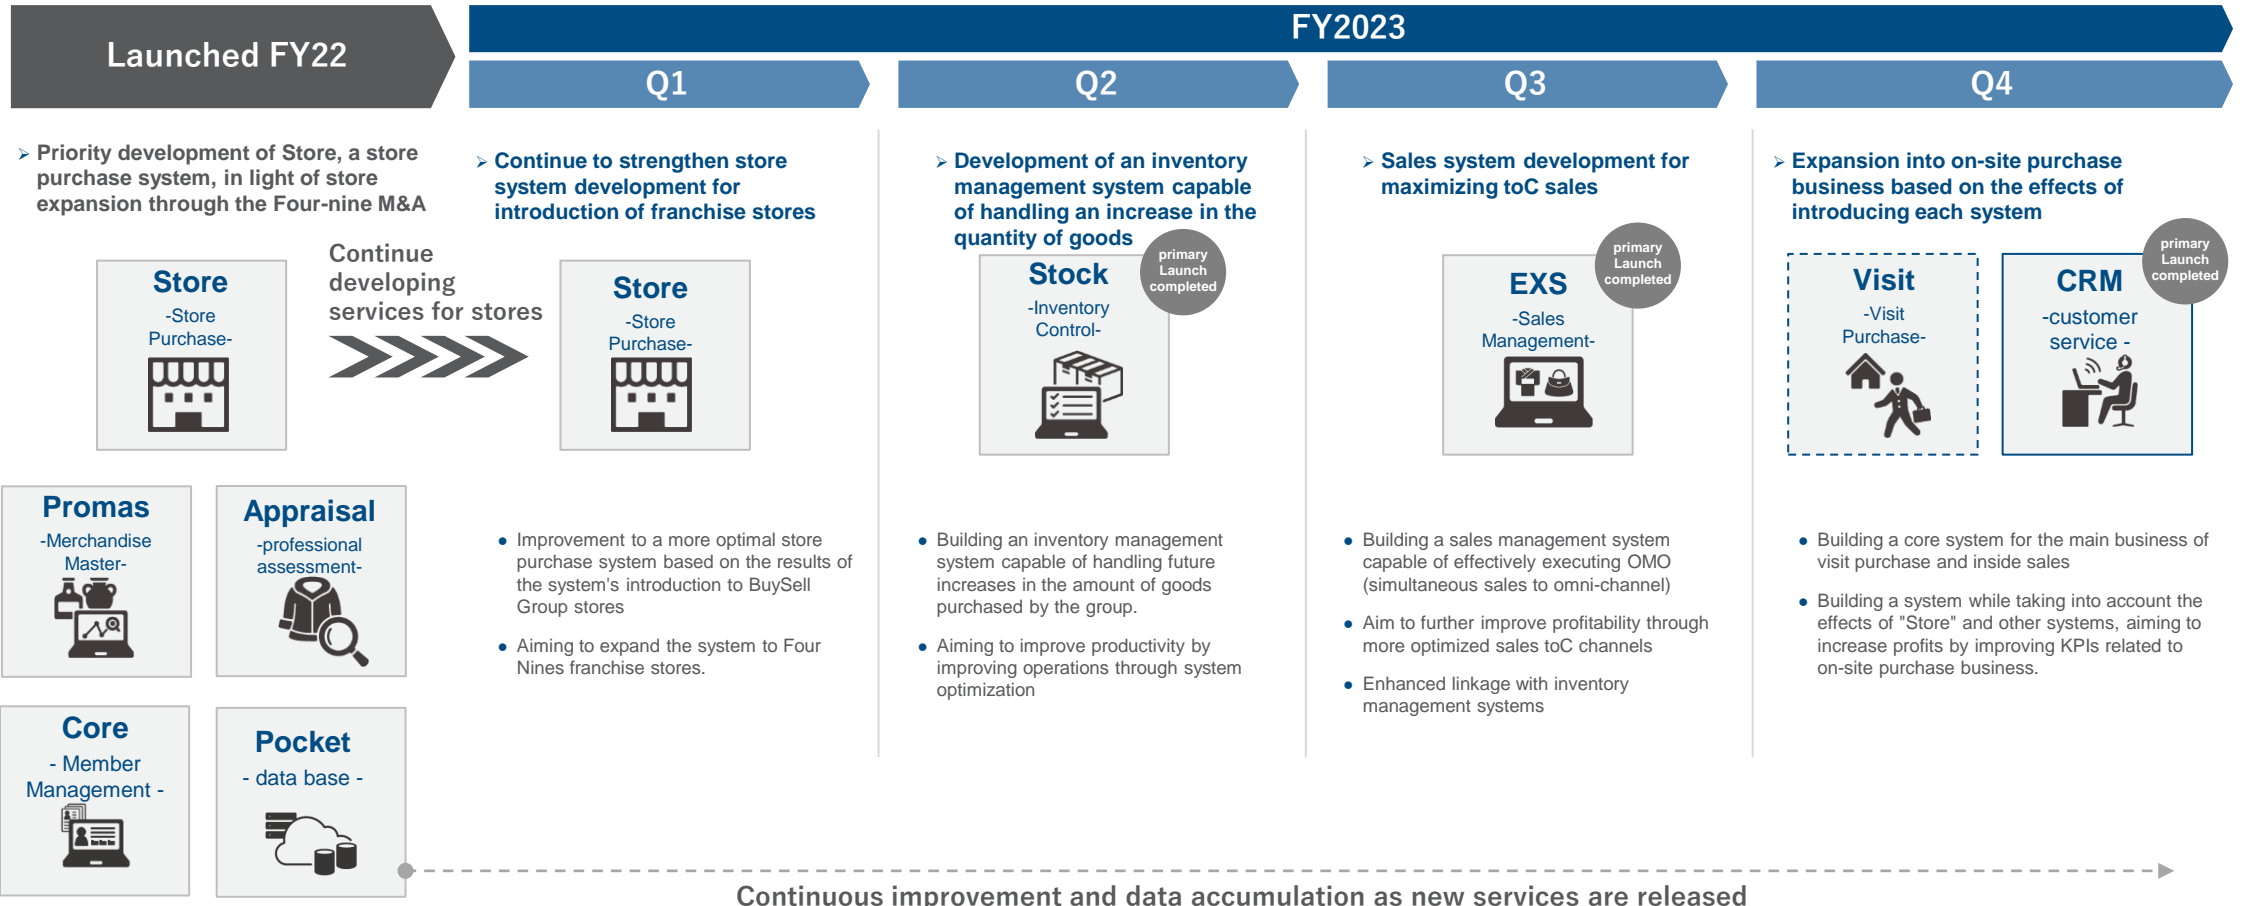 Launched FY22
FY2023
Q1
Q2
Q3
Q4
➢ Priority development of Store, a store
purchase system, in light of store
expansion through the Four-nine M&A
Store
-Store
Purchase-
Continue
developing
services for stores
Promas
-Merchandise
Master-
Appraisal
-professional
assessment-
Core
- Member
Management -
Pocket
- data base -
➢ Continue to strengthen store
system development for
introduction of franchise stores
Store
-Store
Purchase-
● Improvement to a more optimal store
purchase system based on the results of
the system's introduction to BuySell
Group stores
● Aiming to expand the system to Four
Nines franchise stores.
➢ Development of an inventory
management system capable
of handling an increase in the
quantity of goods
primary
Launch
completed
Stock
-Inventory
Control-
● Building an inventory management
system capable of handling future
increases in the amount of goods
purchased by the group.
● Aiming to improve productivity by
improving operations through system
optimization
➢ Sales system development for
maximizing toC sales
primary
Launch
completed
EXS
-Sales
Management-
● Building a sales management system
capable of effectively executing OMO
(simultaneous sales to omni-channel)
● Aim to further improve profitability through
more optimized sales toC channels
● Enhanced linkage with inventory
management systems
➢ Expansion into on-site purchase
business based on the effects of
introducing each system
Visit
-Visit
Purchase-
primary
Launch
completed
CRM
-customer
service -
● Building a core system for the main business of
visit purchase and inside sales
● Building a system while taking into account the
effects of "Store" and other systems, aiming to
increase profits by improving KPIs related to
on-site purchase business.
Continuous improvement and data accumulation as new services are released